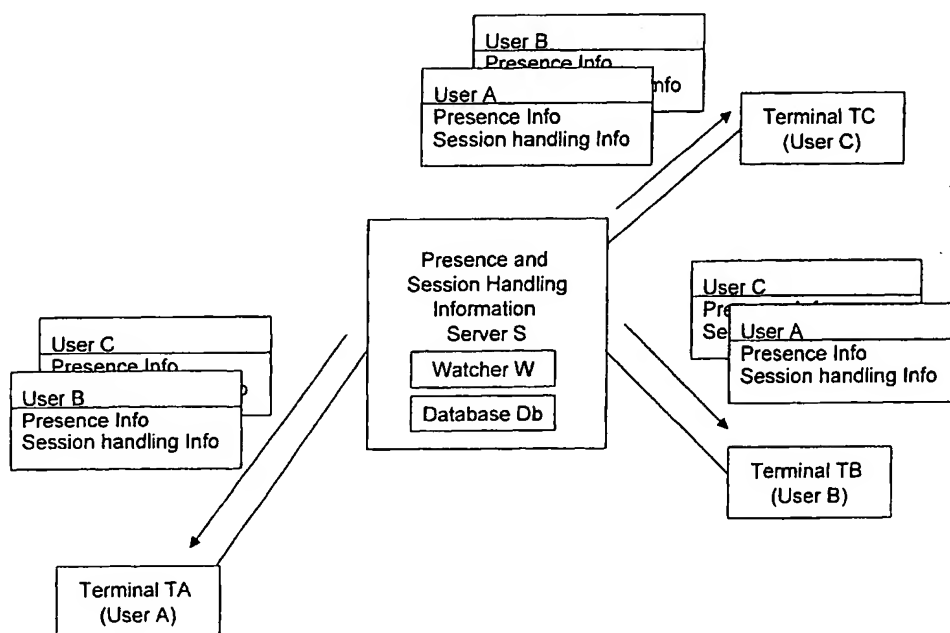 User B
Presence Info
nfo
User A
Presence Info
Session handling Info
Terminal TC
(User C)
Presence and
Session Handling
Information
Server S
Watcher W
Database Db
User C
Pre Info
Se
User A
Presence Info
Session handling Info
User C
Presence Info
o
User B
Presence Info
Session handling Info
Terminal TB
(User B)
Terminal TA
(User A)